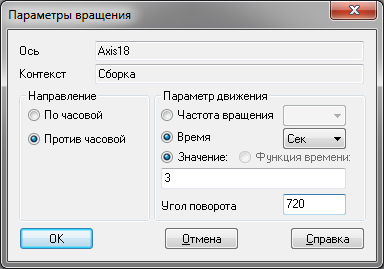 Параметры вращения
Ось Axis18
Контекст Сборка
Направление
По часовой
Против часовой
Параметр движения
Частота вращения
Время Сек
Значение: Функция времени:
3
Угол поворота 720
OK Отмена Справка